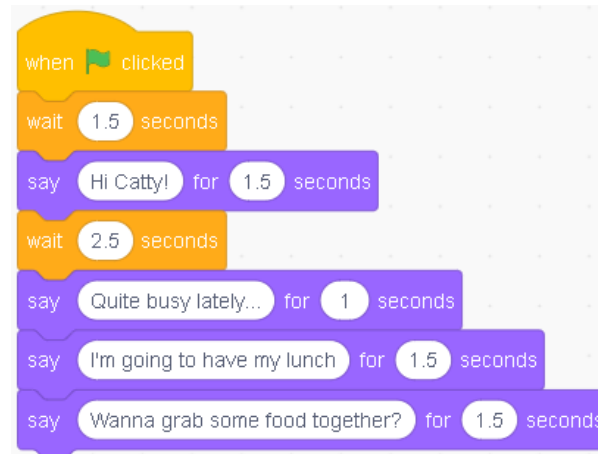 when clicked
wait 1.5 seconds
say Hi Catty! for 1.5 seconds
wait 2.5 seconds
say Quite busy lately... for 1 seconds
say I'm going to have my lunch for 1.5 seconds
say Wanna grab some food together? for 1.5 seconds